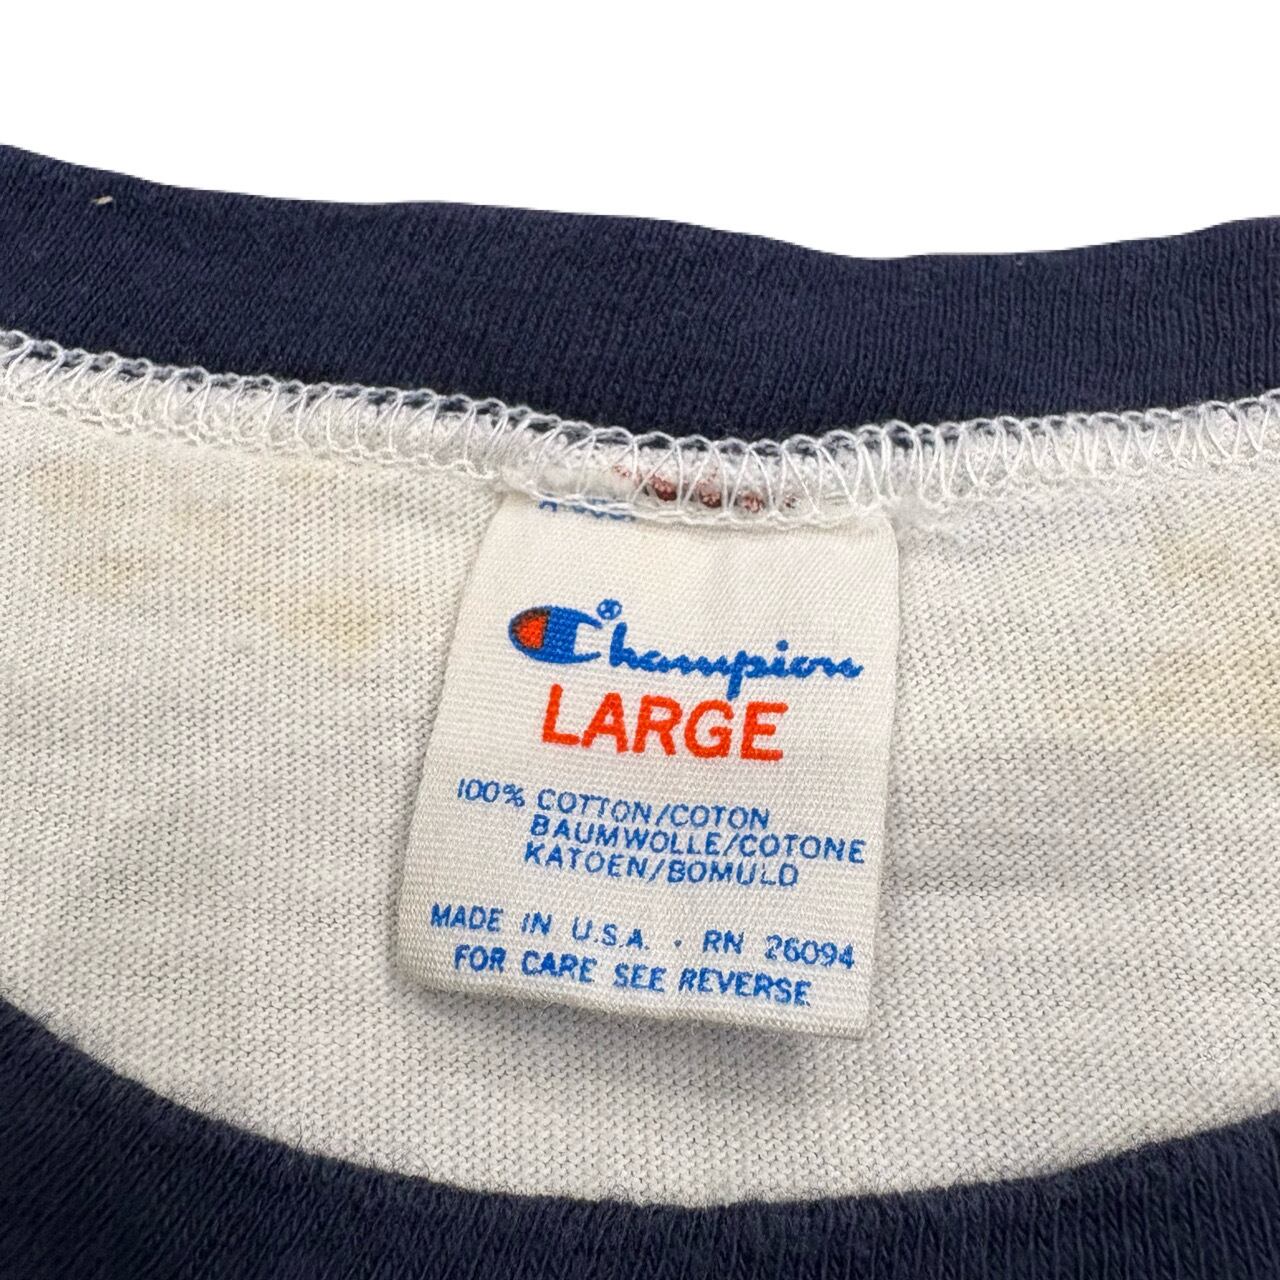 Champion®
LARGE
100% COTTON/COTON
BAUMWOLLE/COTONE
KATOEN/BOMULD
MADE IN U.S.A. · RN 26094
FOR CARE SEE REVERSE